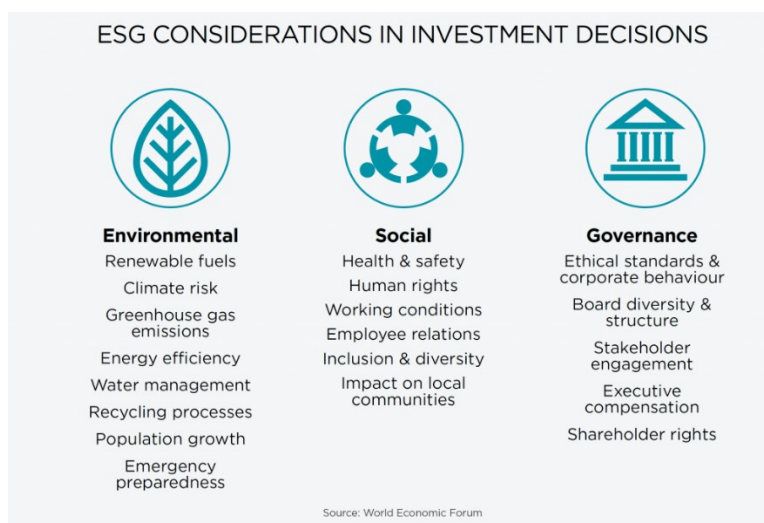 ESG CONSIDERATIONS IN INVESTMENT DECISIONS
Environmental
Renewable fuels
Climate risk
Greenhouse gas
emissions
Energy efficiency
Water management
Recycling processes
Population growth
Emergency
preparedness
Social
Health & safety
Human rights
Working conditions
Employee relations
Inclusion & diversity
Impact on local
communities
Governance
Ethical standards &
corporate behaviour
Board diversity &
structure
Stakeholder
engagement
Executive
compensation
Shareholder rights
Source: World Economic Forum